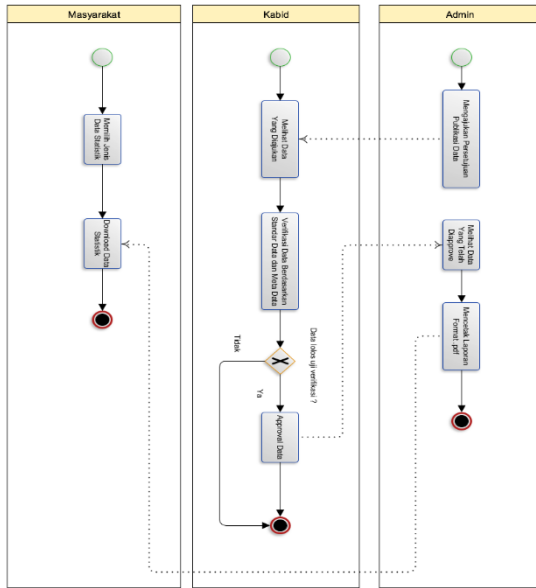 Masyarakat
Kabid
Admin
Memilih Jenis
Data Statistik
Download Data
Statistik
Melihat Data
Yang Diajukan
Verifikasi Data Berdasarkan
Standar Data dan Meta Data
Data lolos uji verifikasi ?
Tidak
Ya
Approval Data
Mengajukan Persetujuan
Publikasi Data
Melihat Data
Yang Telah
Diapprove
Mencetak Laporan
Format .pdf